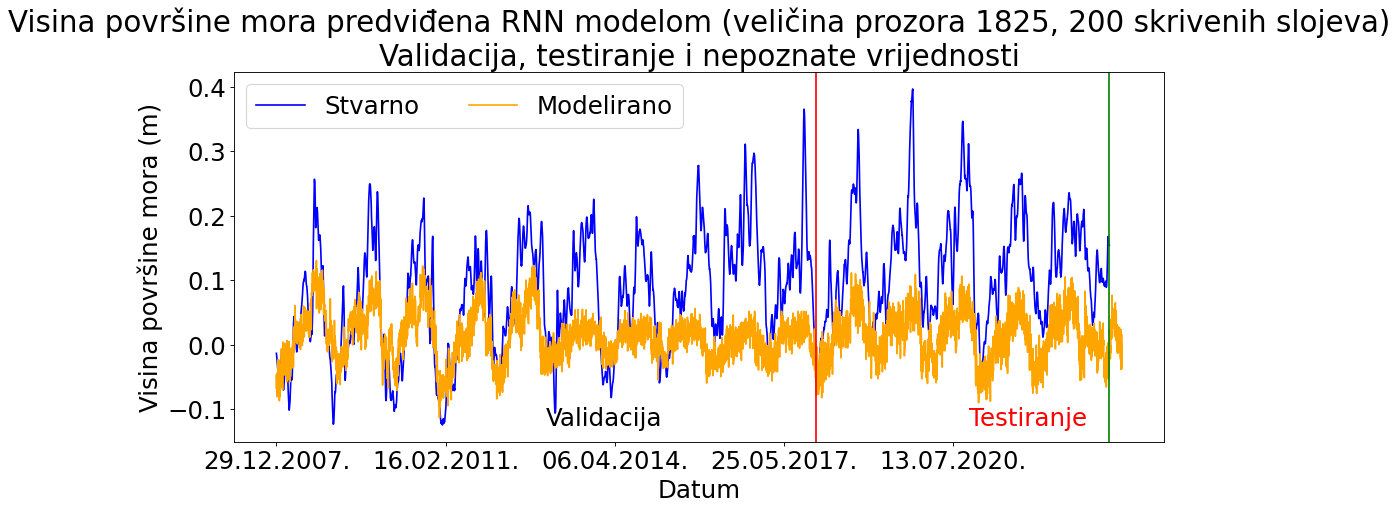 Visina površine mora predviđena RNN modelom (veličina prozora 1825, 200 skrivenih slojeva)
Validacija, testiranje i nepoznate vrijednosti
Stvarno Modelirano
Visina površine mora (m)
0.4
0.3
0.2
0.1
0.0
−0.1
Validacija
Testiranje
29.12.2007. 16.02.2011. 06.04.2014. 25.05.2017. 13.07.2020.
Datum